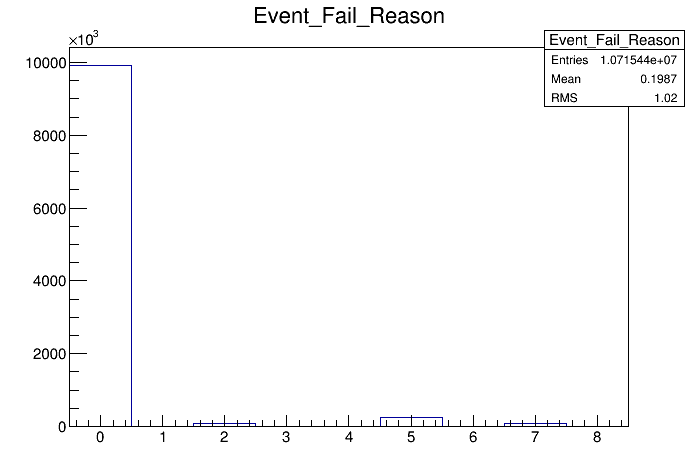 Event_Fail_Reason
×10³
Event_Fail_Reason
Entries 1.071544e+07
Mean 0.1987
RMS 1.02
10000
8000
6000
4000
2000
0
0 1 2 3 4 5 6 7 8